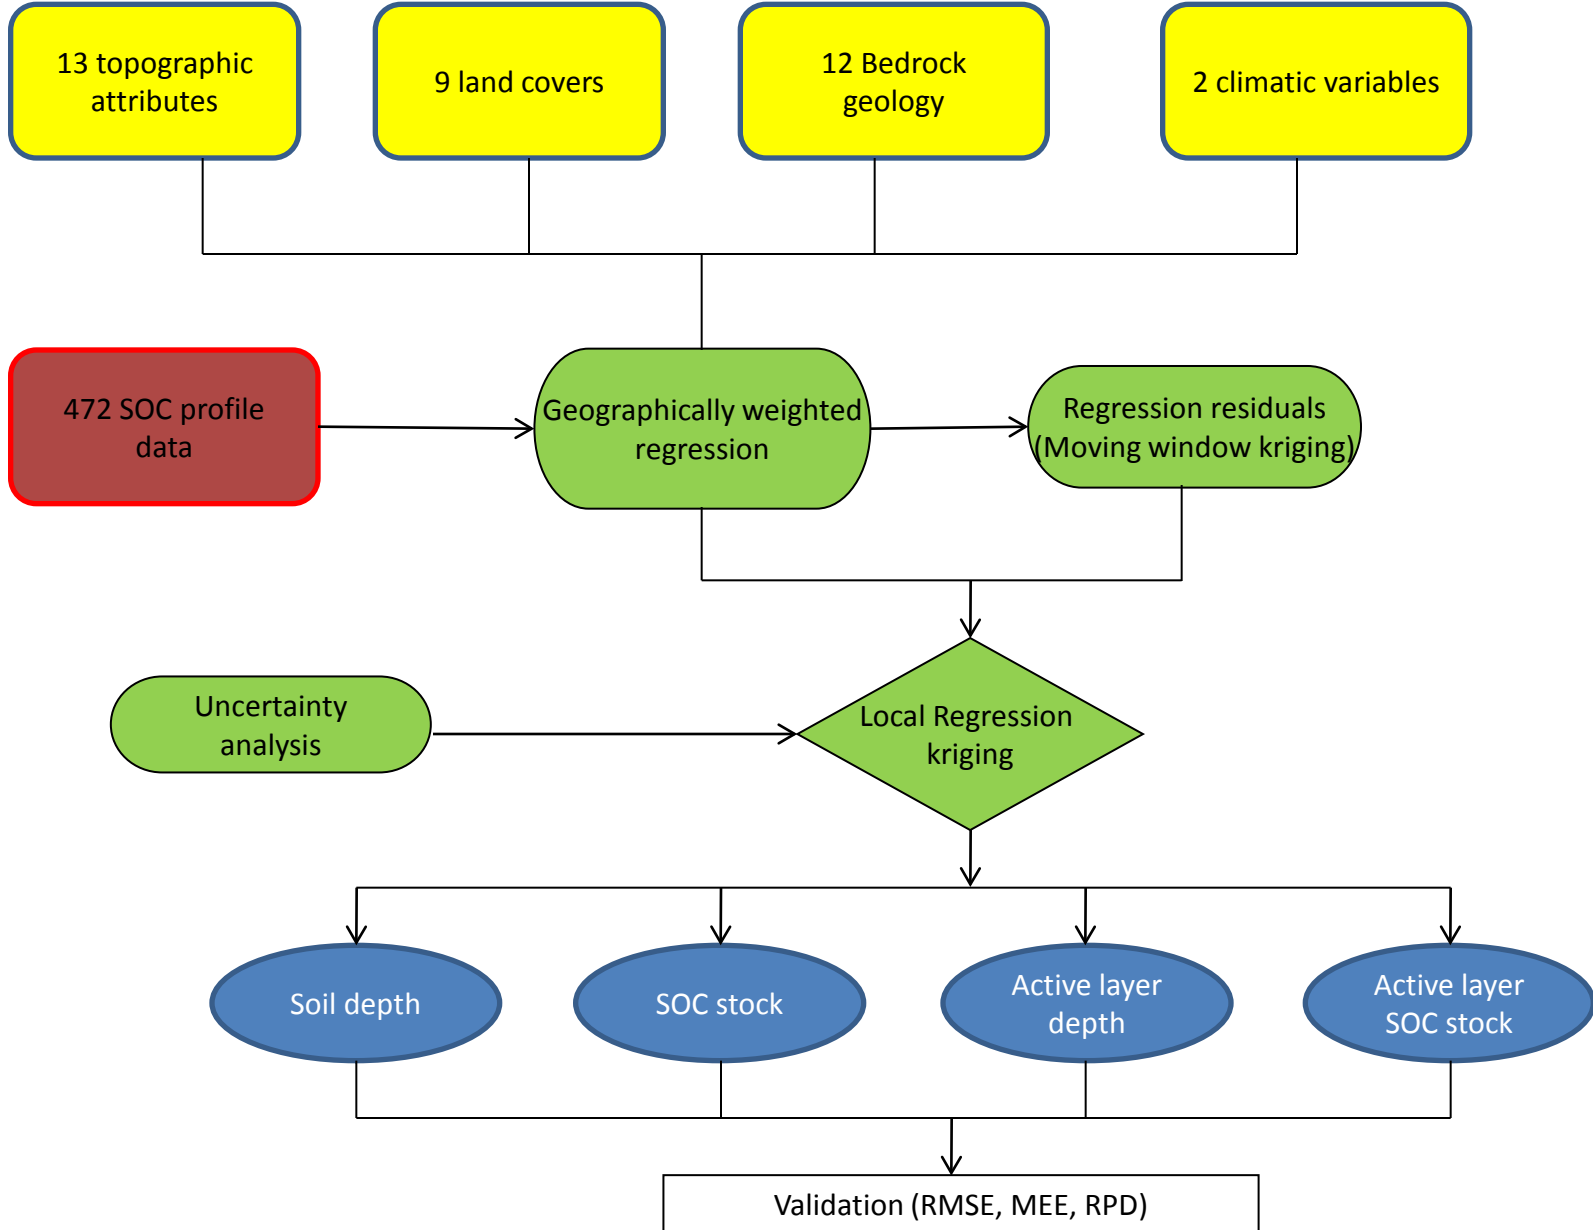 13 topographic
attributes
9 land covers
12 Bedrock
geology
2 climatic variables
472 SOC profile
data
Geographically weighted
regression
Regression residuals
(Moving window kriging)
Uncertainty
analysis
Local Regression
kriging
Soil depth
SOC stock
Active layer
depth
Active layer
SOC stock
Validation (RMSE, MEE, RPD)